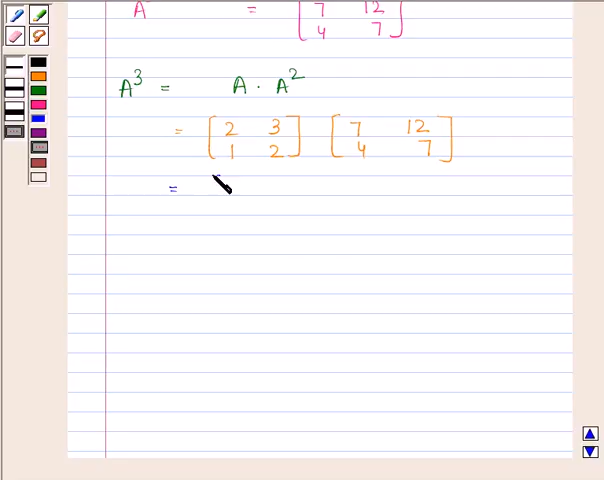 A = [ 7 12
4 7 ]
A³ = A · A²
= [ 2 3 [ 7 12
1 2 ] 4 7 ]
=